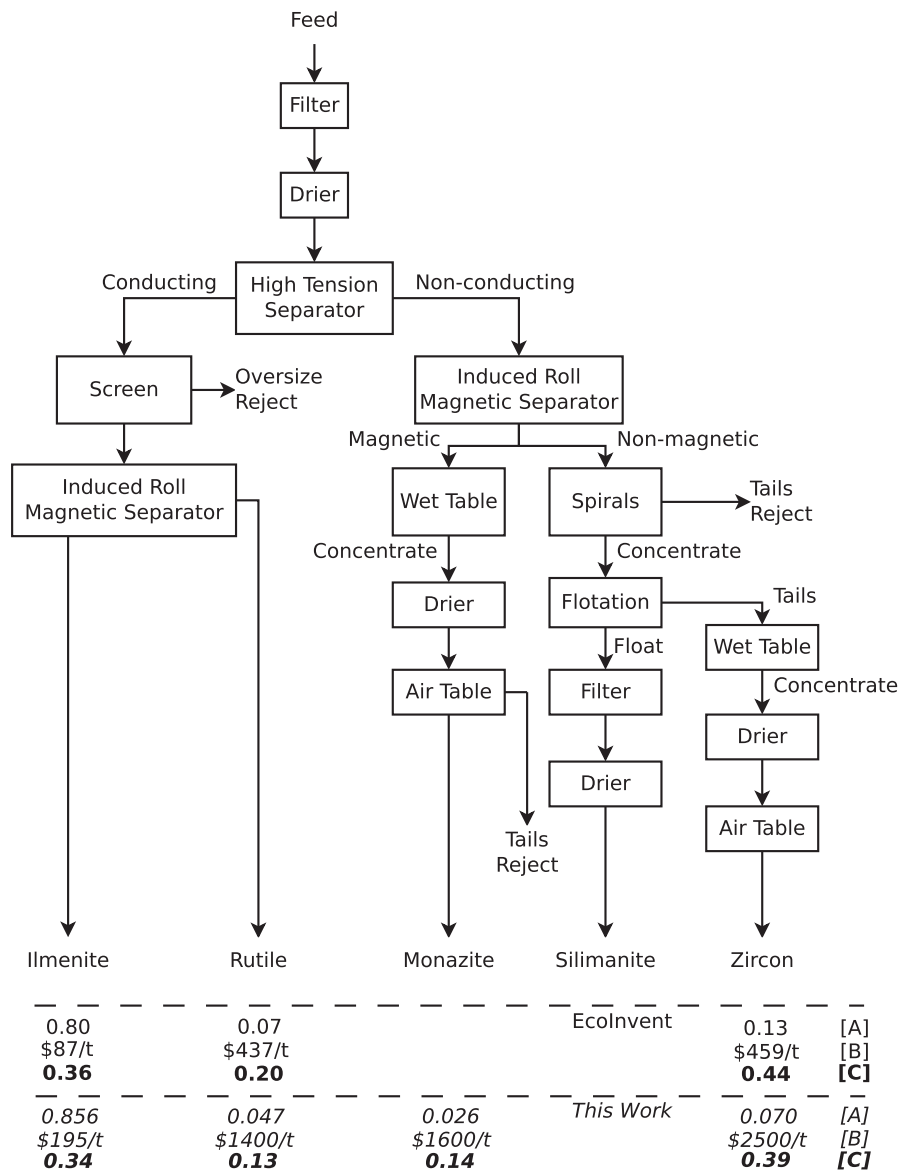 Feed
Filter
Drier
High Tension
Separator
Conducting
Non-conducting
Screen
Oversize
Reject
Induced Roll
Magnetic Separator
Induced Roll
Magnetic Separator
Magnetic
Non-magnetic
Wet Table
Spirals
Tails
Reject
Concentrate
Concentrate
Drier
Flotation
Tails
Wet Table
Float
Air Table
Filter
Concentrate
Drier
Drier
Air Table
Tails
Reject
Ilmenite
Rutile
Monazite
Silimanite
Zircon
EcoInvent
0.80 0.07 0.13 [A]
$87/t $437/t $459/t [B]
0.36 0.20 0.44 [C]
This Work
0.856 0.047 0.026 0.070 [A]
$195/t $1400/t $1600/t $2500/t [B]
0.34 0.13 0.14 0.39 [C]